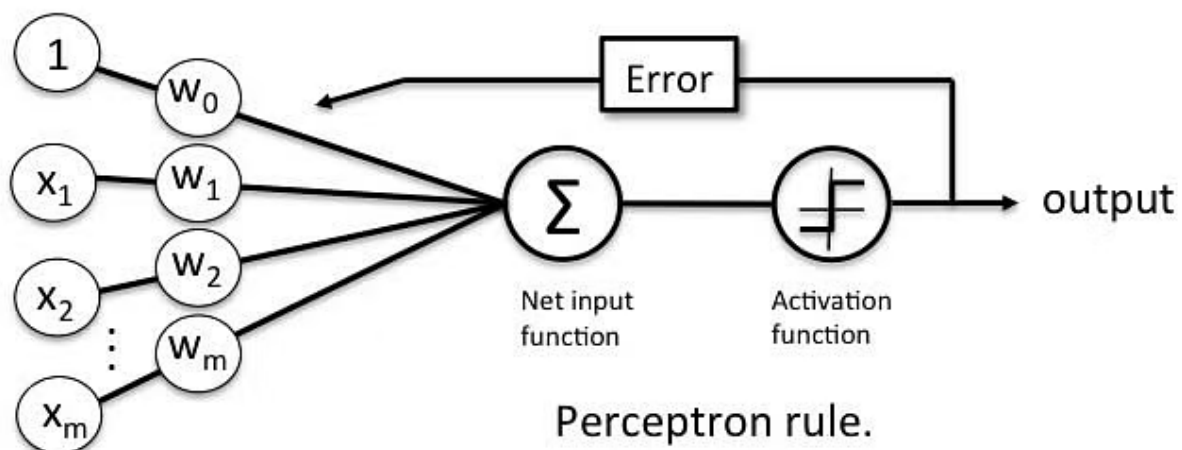 1
w0
Error
x1
w1
Σ
output
x2
w2
Net input
function
Activation
function
⋮
wm
xm
Perceptron rule.